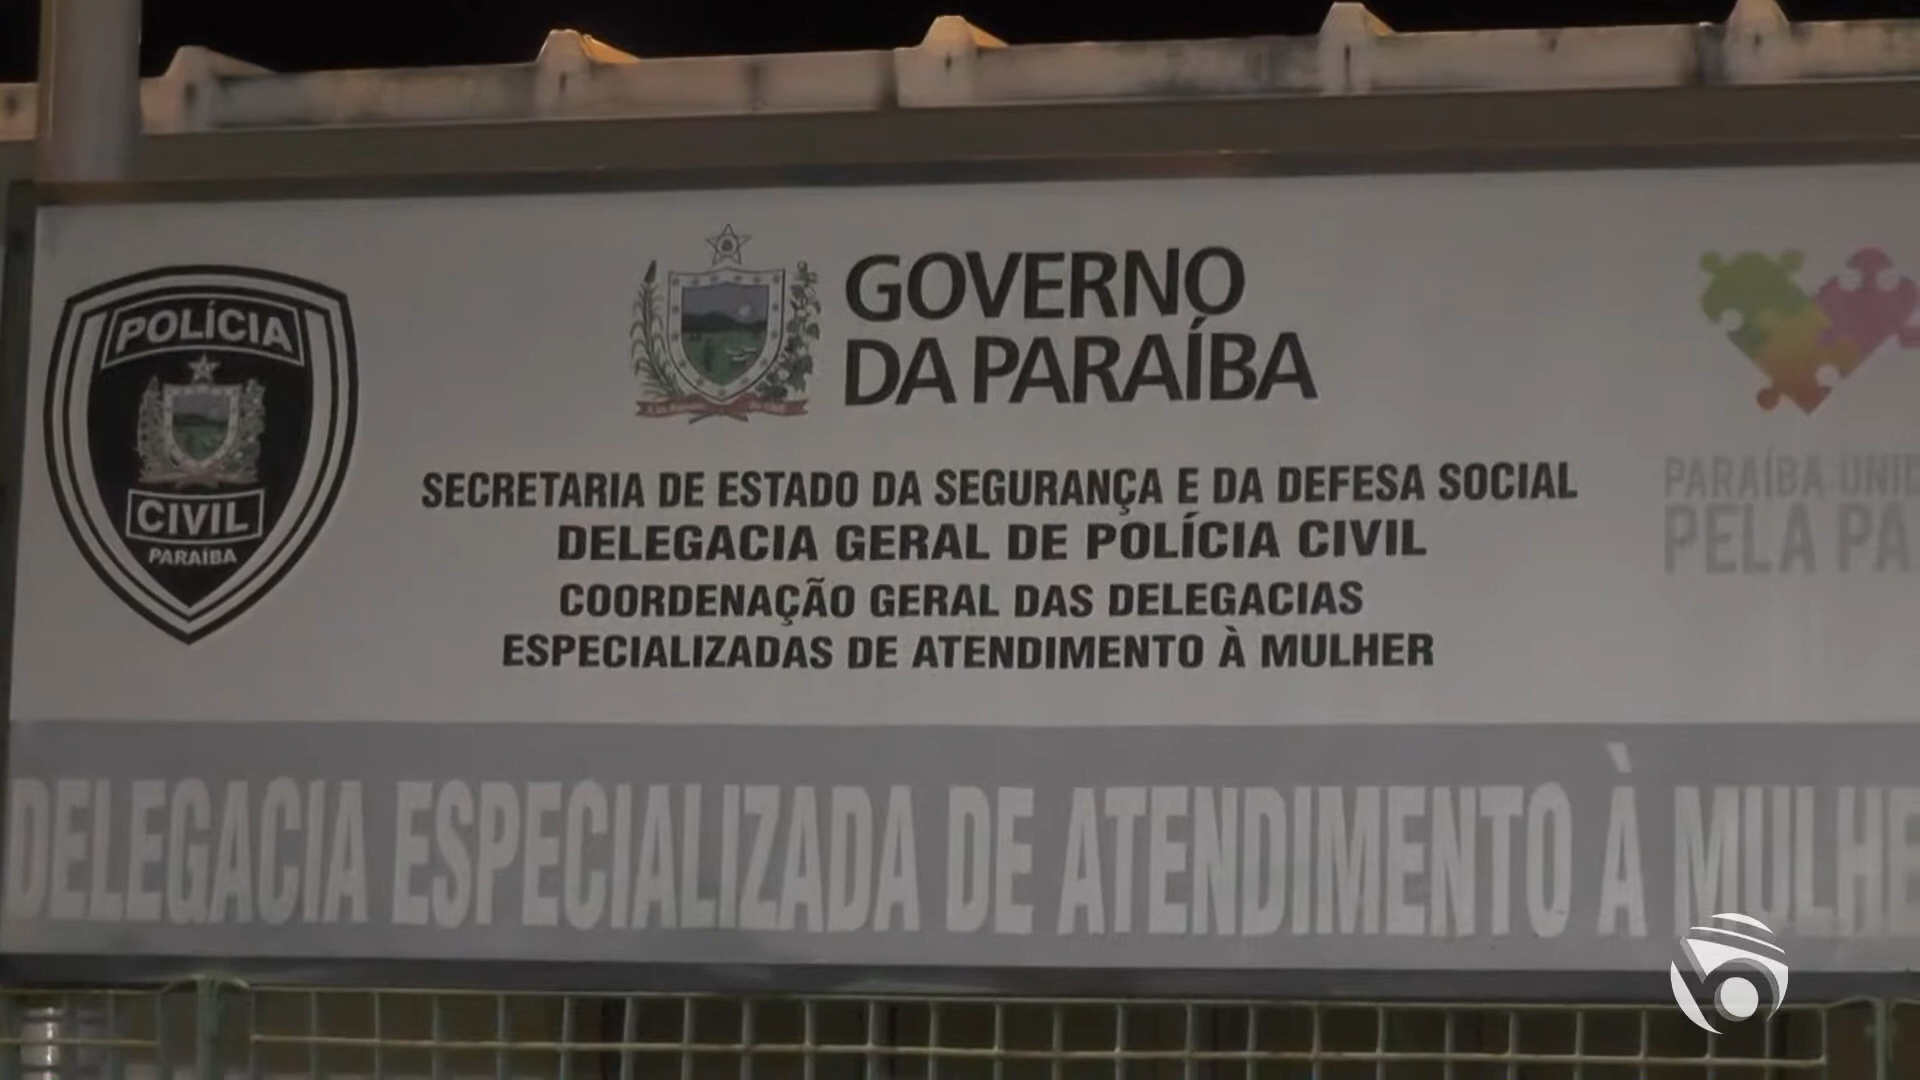 POLÍCIA
CIVIL
PARAÍBA
GOVERNO
DA PARAÍBA
SECRETARIA DE ESTADO DA SEGURANÇA E DA DEFESA SOCIAL
DELEGACIA GERAL DE POLÍCIA CIVIL
COORDENAÇÃO GERAL DAS DELEGACIAS
ESPECIALIZADAS DE ATENDIMENTO À MULHER
PARAÍBA UNID
PELA PA
DELEGACIA ESPECIALIZADA DE ATENDIMENTO À MULHE